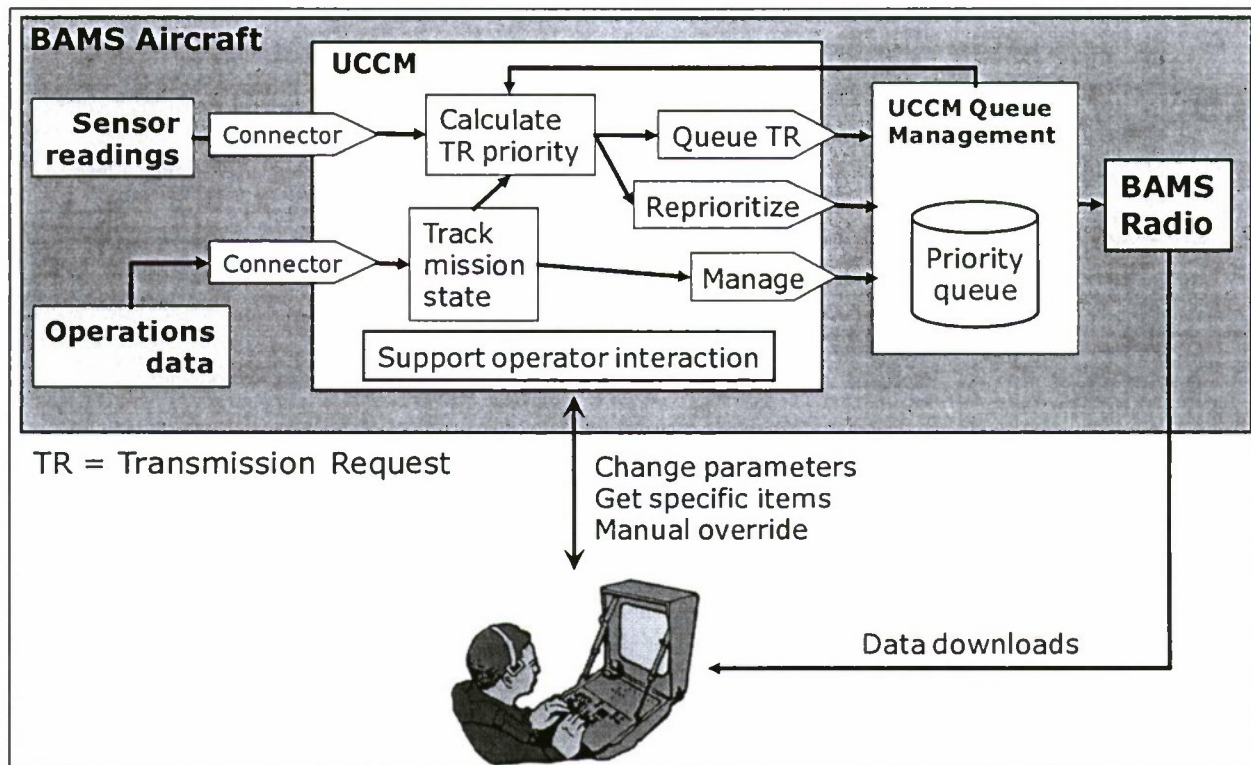 BAMS Aircraft
UCCM
Sensor
readings
Connector
Calculate
TR priority
Queue TR
Reprioritize
UCCM Queue
Management
Priority
queue
BAMS
Radio
Operations
data
Connector
Track
mission
state
Manage
Support operator interaction
TR = Transmission Request
Change parameters
Get specific items
Manual override
Data downloads